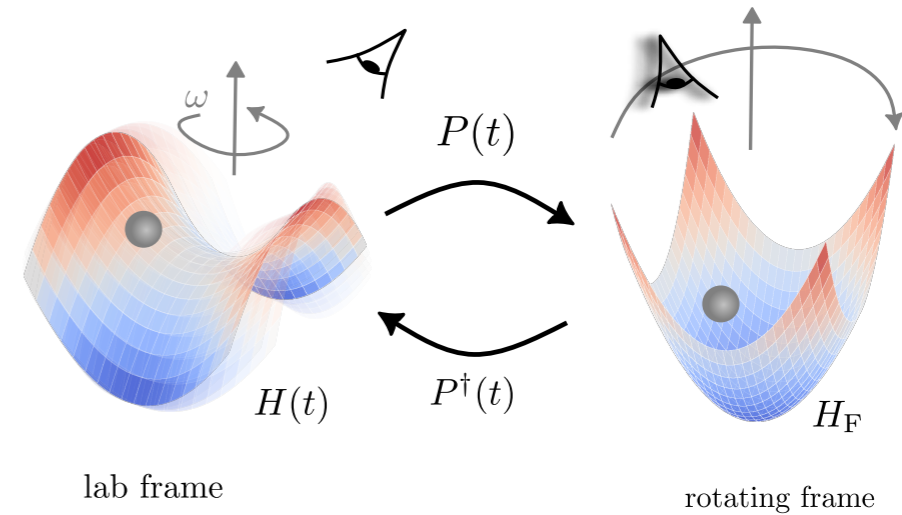 ω
P(t)
H(t)
P†(t)
H_F
lab frame
rotating frame